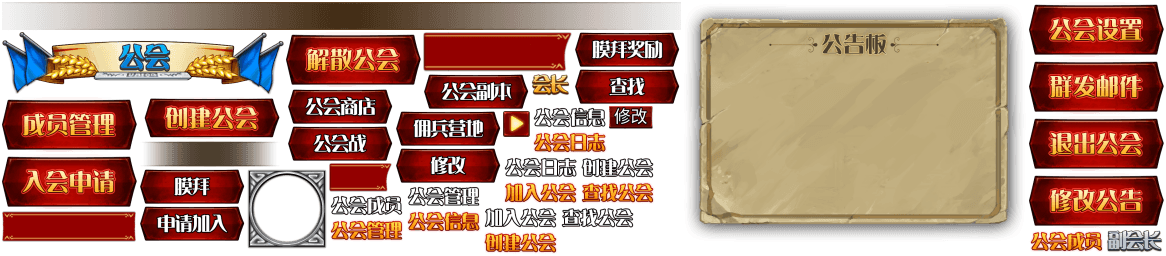 公会
解散公会
膜拜奖励
公告板
公会设置
成员管理
创建公会
公会商店
公会副本
会长
查找
群发邮件
公会战
佣兵营地
公会信息
修改
公会日志
退出公会
入会申请
膜拜
修改
公会日志
创建公会
加入公会
查找公会
修改公告
申请加入
公会成员
公会管理
公会管理
公会信息
加入公会
查找公会
创建公会
公会成员
副会长